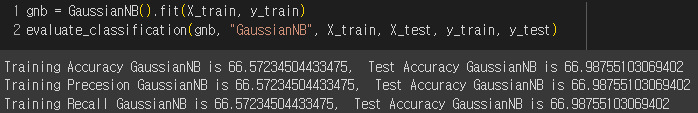 1 gnb = GaussianNB().fit(X_train, y_train)
2 evaluate_classification(gnb, "GaussianNB", X_train, X_test, y_train, y_test)
Training Accuracy GaussianNB is 66.57234504433475, Test Accuracy GaussianNB is 66.98755103069402
Training Precesion GaussianNB is 66.57234504433475, Test Accuracy GaussianNB is 66.98755103069402
Training Recall GaussianNB is 66.57234504433475, Test Accuracy GaussianNB is 66.98755103069402